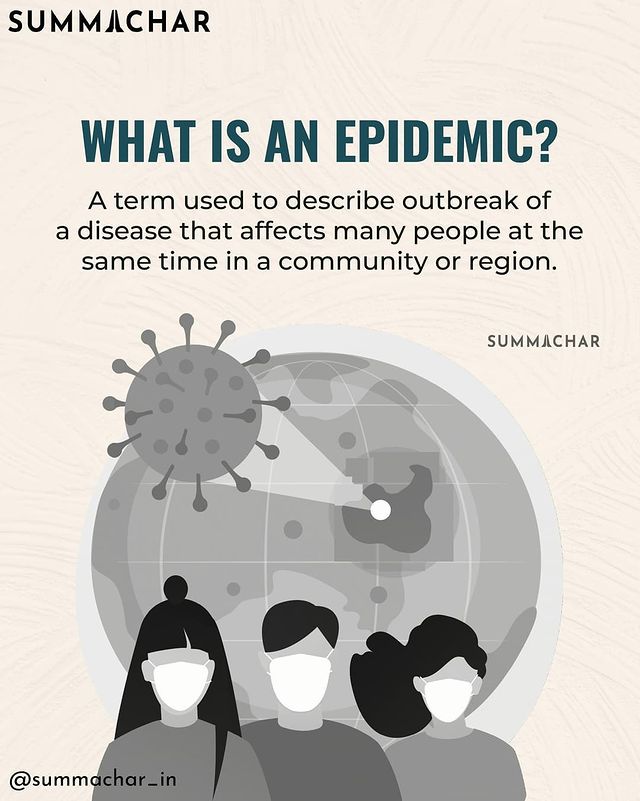 SUMMACHAR
WHAT IS AN EPIDEMIC?
A term used to describe outbreak of
a disease that affects many people at the
same time in a community or region.
SUMMACHAR
@summachar_in